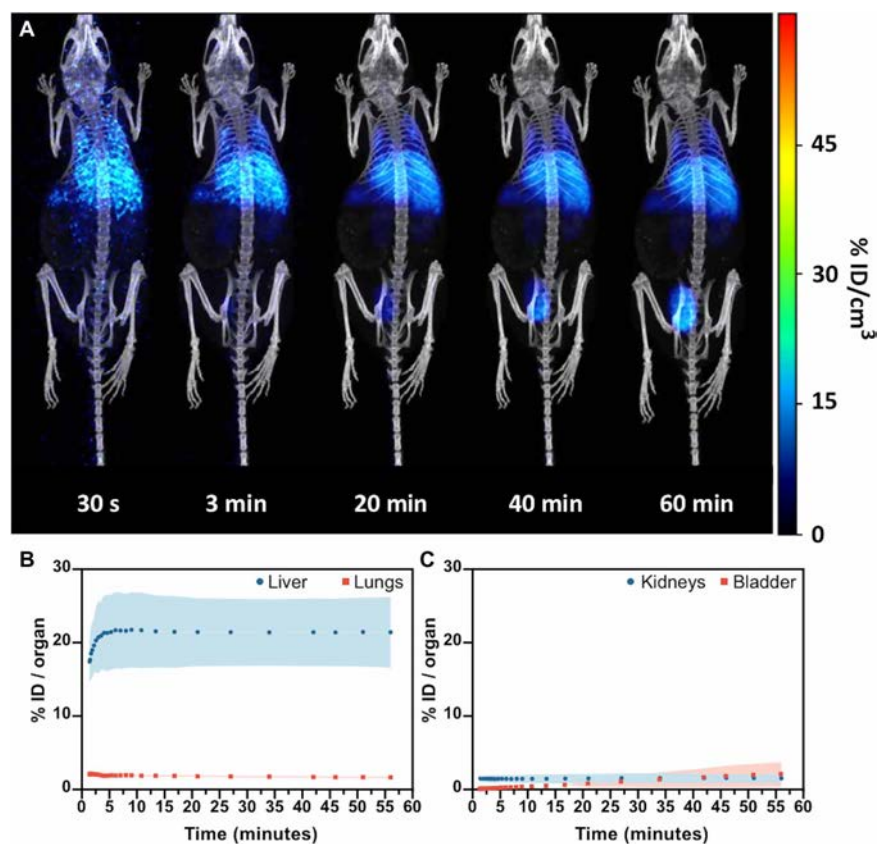 A
30 s
3 min
20 min
40 min
60 min
45
30
15
0
% ID/cm³
B
30
20
10
0
% ID / organ
Liver
Lungs
0 5 10 15 20 25 30 35 40 45 50 55 60
Time (minutes)
C
30
20
10
0
% ID / organ
Kidneys
Bladder
0 5 10 15 20 25 30 35 40 45 50 55 60
Time (minutes)